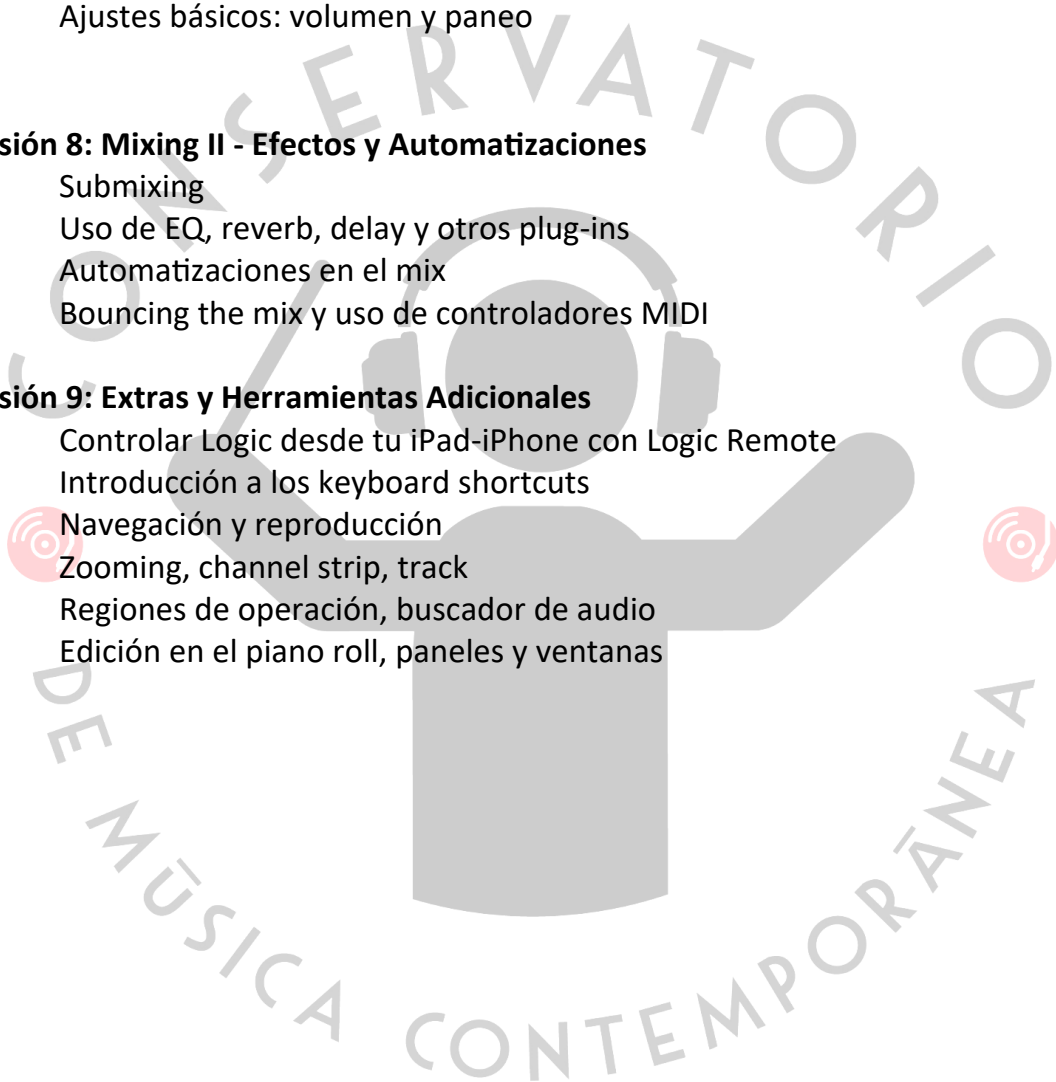 Ajustes básicos: volumen y paneo
sión 8: Mixing II - Efectos y Automatizaciones
Submixing
Uso de EQ, reverb, delay y otros plug-ins
Automatizaciones en el mix
Bouncing the mix y uso de controladores MIDI
sión 9: Extras y Herramientas Adicionales
Controlar Logic desde tu iPad-iPhone con Logic Remote
Introducción a los keyboard shortcuts
Navegación y reproducción
Zooming, channel strip, track
Regiones de operación, buscador de audio
Edición en el piano roll, paneles y ventanas
CONSERVATORIO
DE MŪSICA CONTEMPORĀNEA